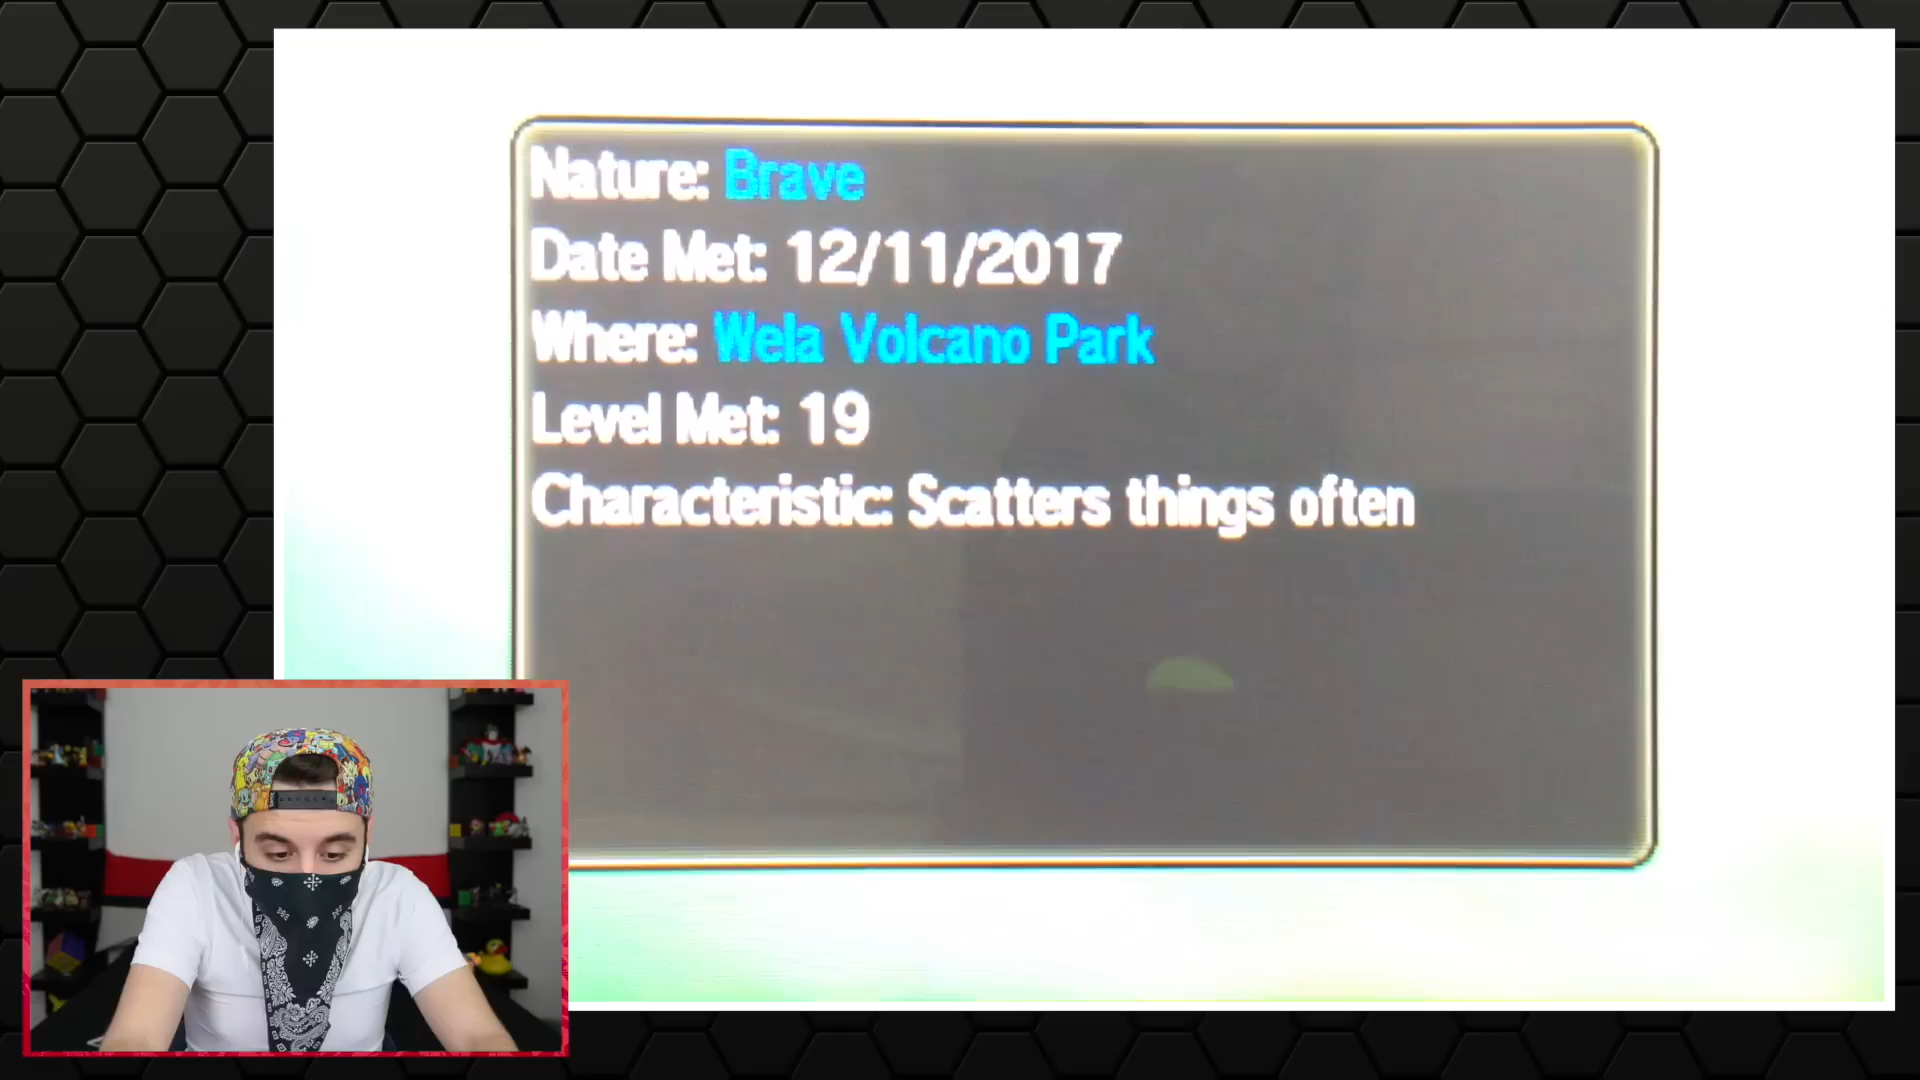 Nature: Brave
Date Met: 12/11/2017
Where: Wela Volcano Park
Level Met: 19
Characteristic: Scatters things often